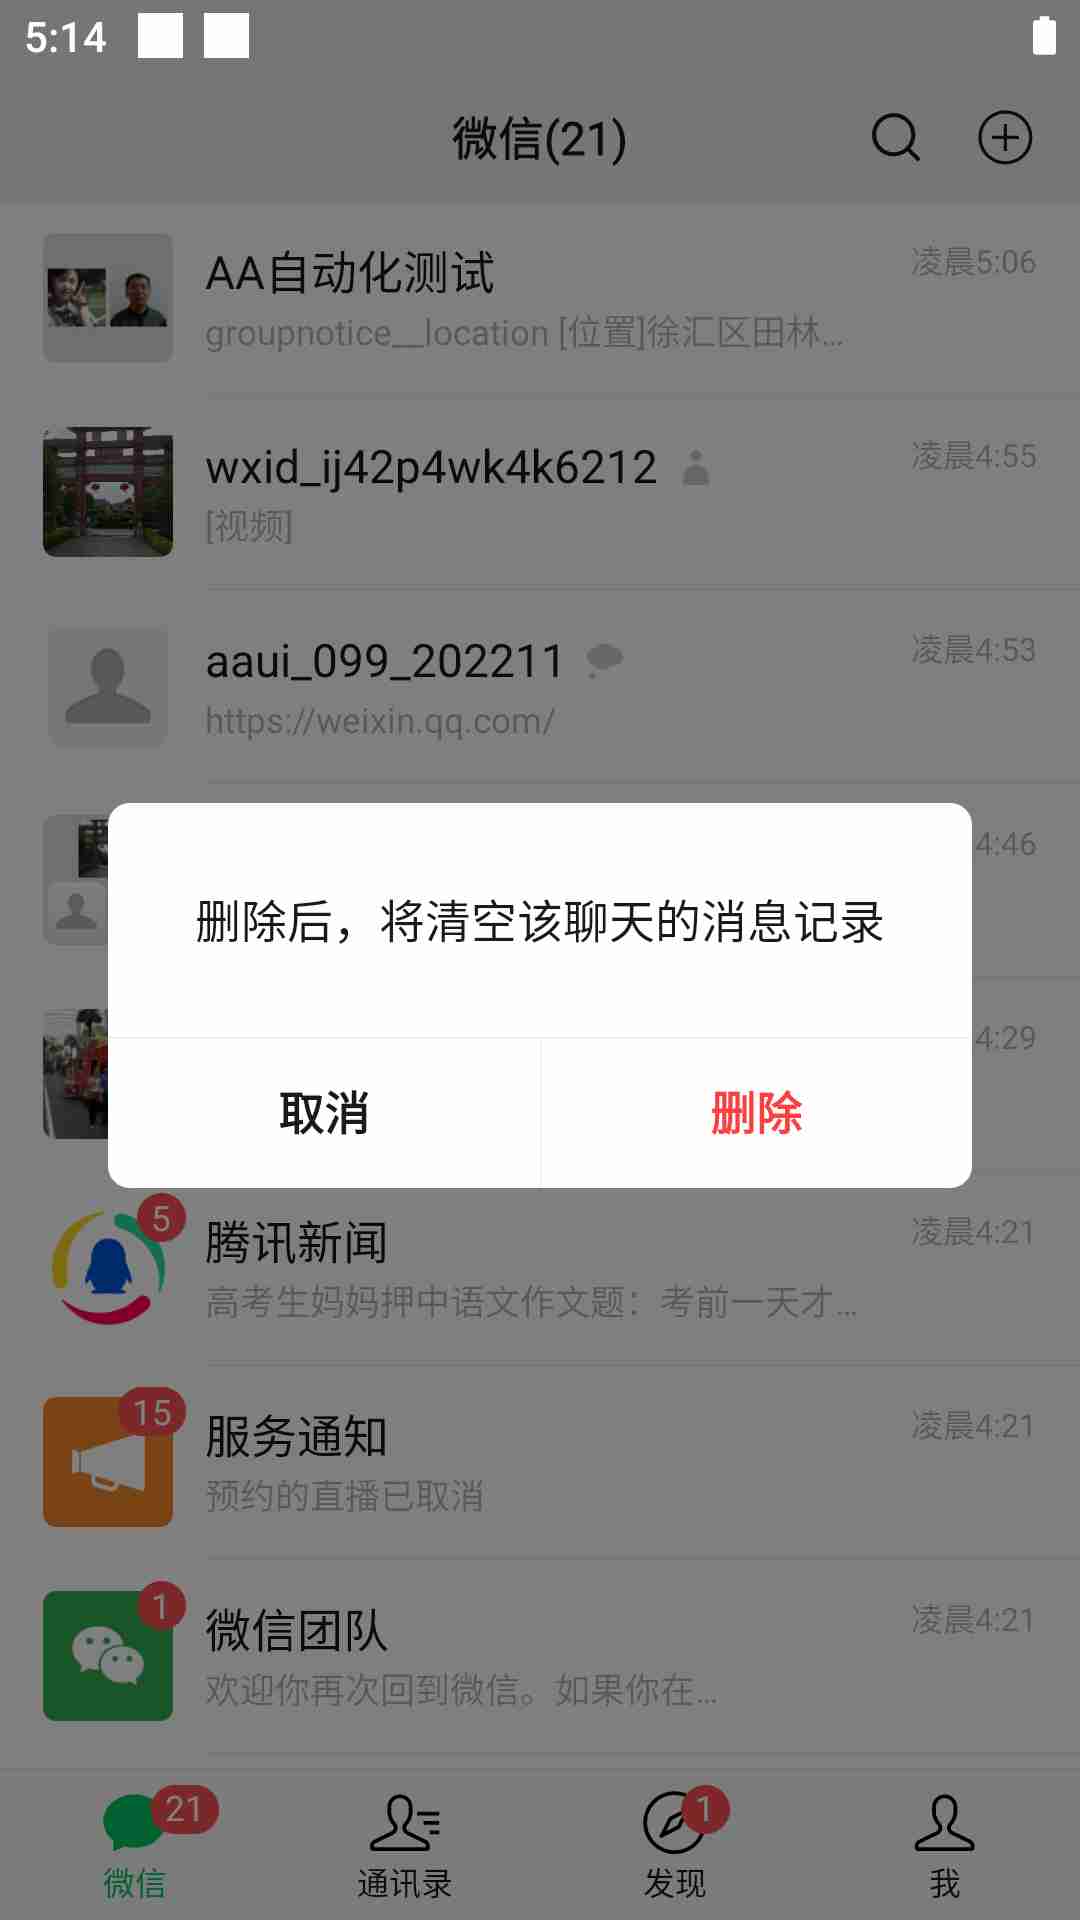 5:14
微信(21)
AA自动化测试
凌晨5:06
groupnotice__location [位置]徐汇区田林...
wxid_ij42p4wk4k6212
凌晨4:55
[视频]
aaui_099_202211
凌晨4:53
https://weixin.qq.com/
4:46
删除后，将清空该聊天的消息记录
4:29
取消
删除
5
腾讯新闻
凌晨4:21
高考生妈妈押中语文作文题：考前一天才...
15
服务通知
凌晨4:21
预约的直播已取消
1
微信团队
凌晨4:21
欢迎你再次回到微信。如果你在...
21
1
微信
通讯录
发现
我